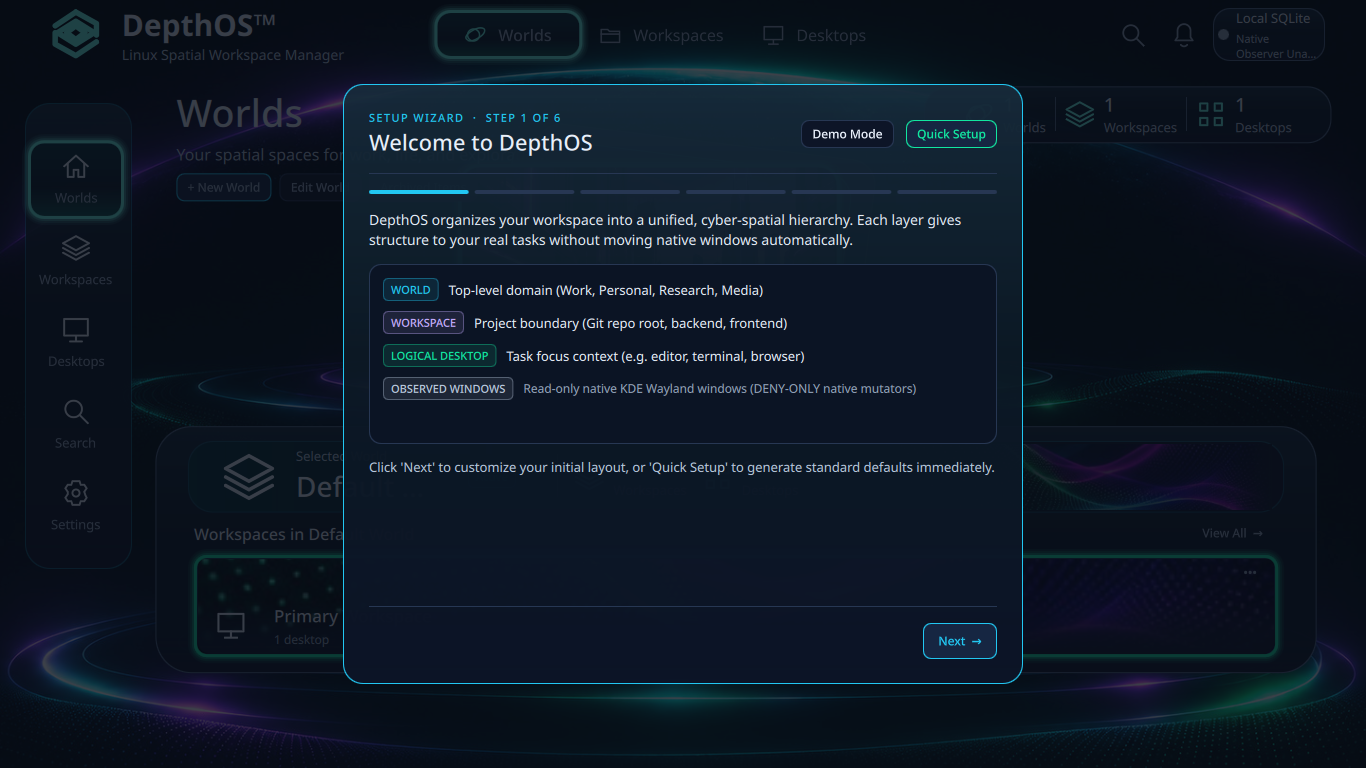 DepthOS™
Linux Spatial Workspace Manager
Worlds
Workspaces
Desktops
Local SQLite
Native
Observer Una...
Worlds
Your spatial spaces for
+ New World
Edit Worl
rlds
1
Workspaces
1
Desktops
Worlds
Workspaces
Desktops
Search
Settings
SETUP WIZARD · STEP 1 OF 6
Welcome to DepthOS
Demo Mode
Quick Setup
DepthOS organizes your workspace into a unified, cyber-spatial hierarchy. Each layer gives
structure to your real tasks without moving native windows automatically.
WORLD Top-level domain (Work, Personal, Research, Media)
WORKSPACE Project boundary (Git repo root, backend, frontend)
LOGICAL DESKTOP Task focus context (e.g. editor, terminal, browser)
OBSERVED WINDOWS Read-only native KDE Wayland windows (DENY-ONLY native mutators)
Click 'Next' to customize your initial layout, or 'Quick Setup' to generate standard defaults immediately.
Next →
Selected
Default
Workspaces in Defa
View All →
Primary
1 desktop